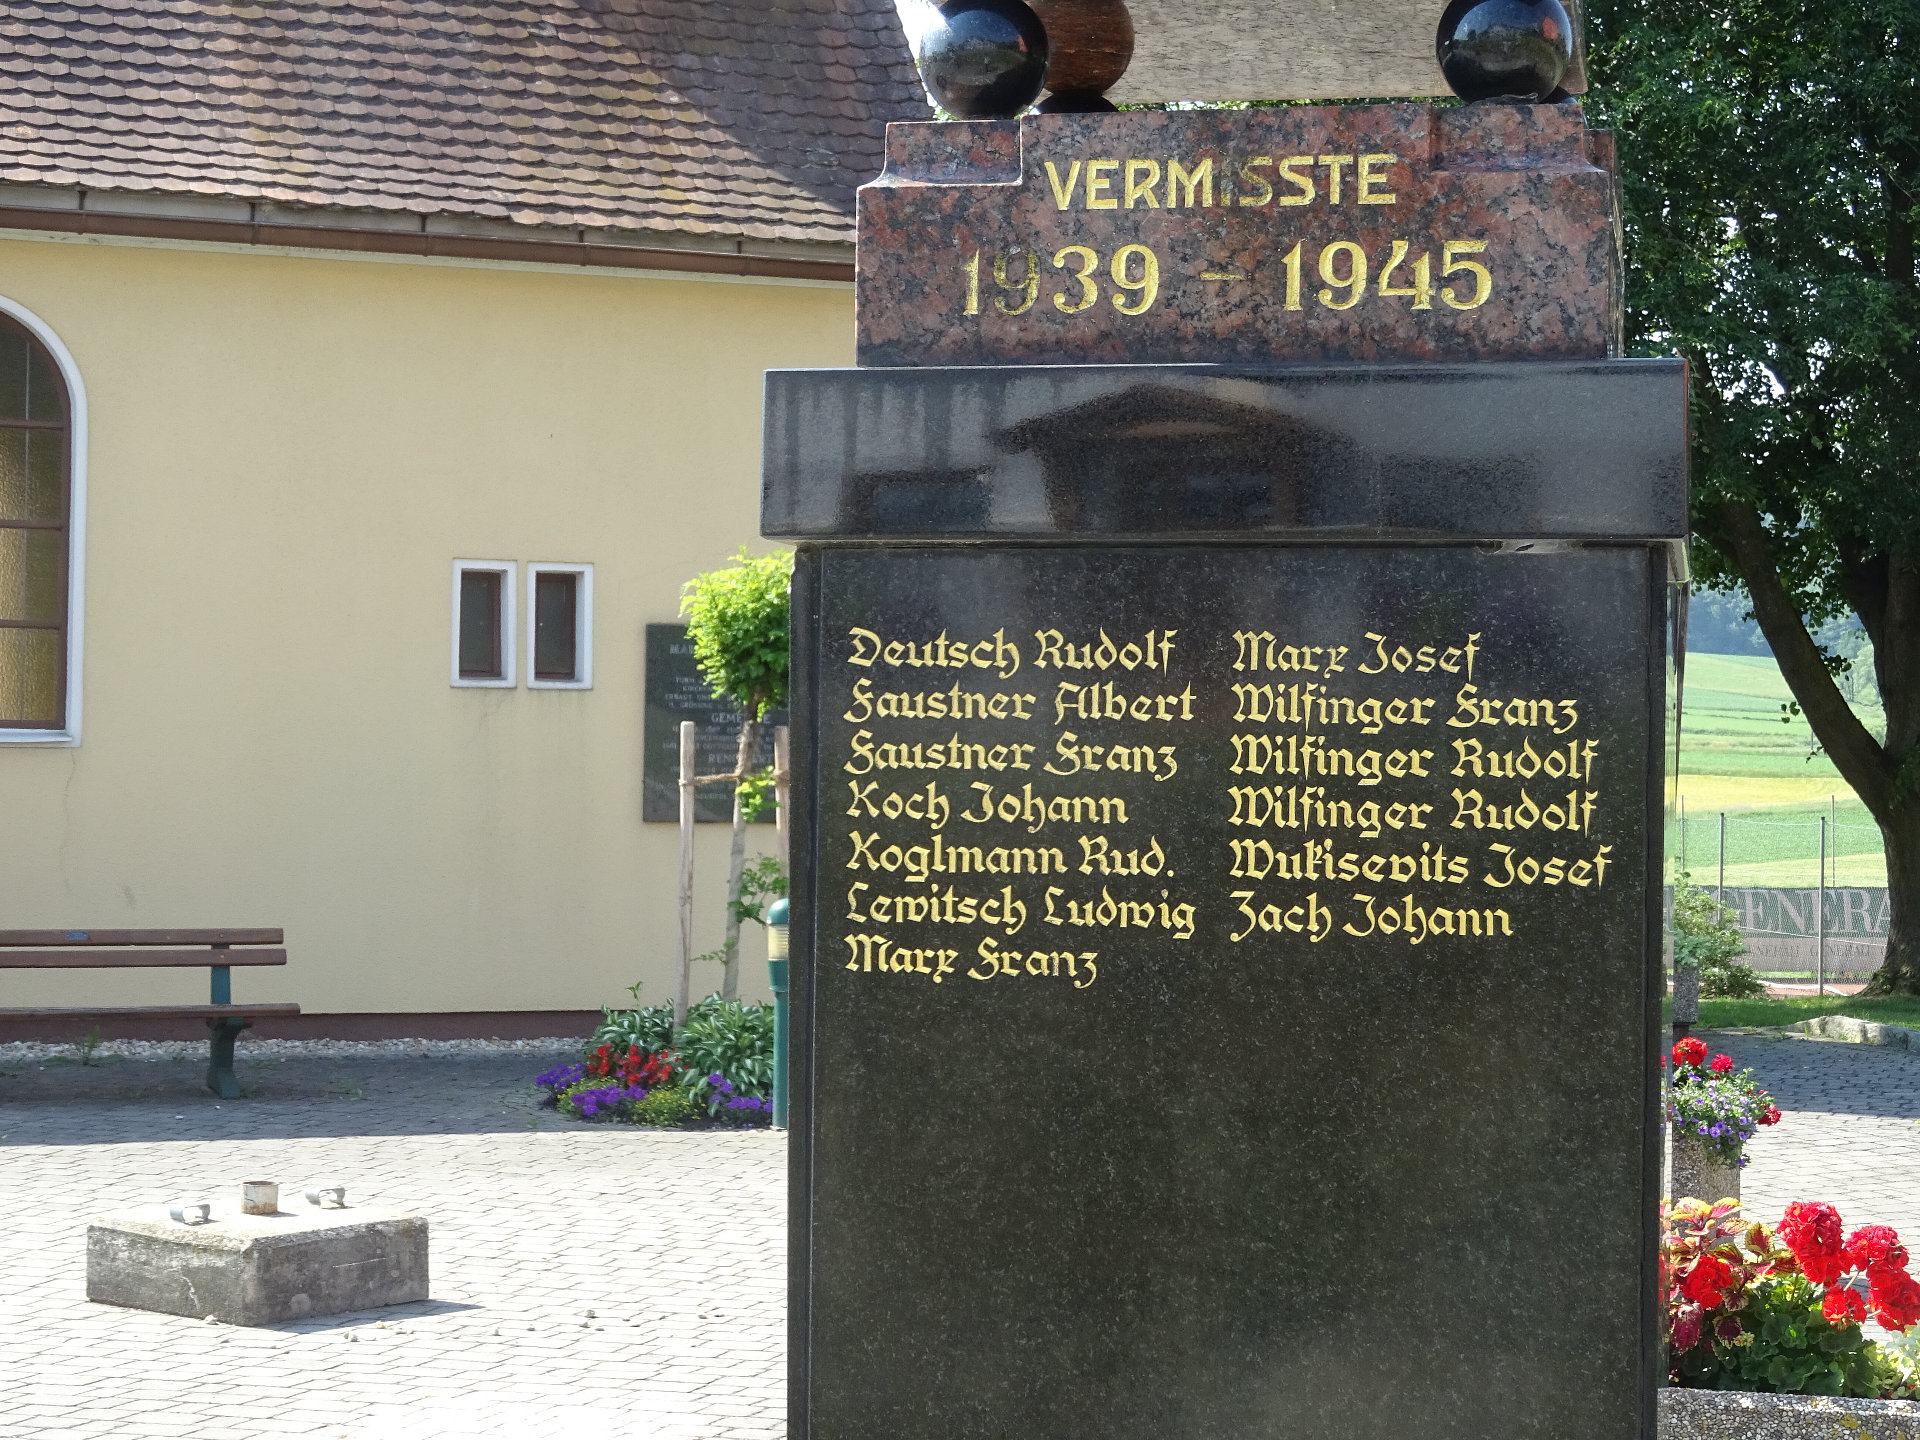 VERMISSTE
1939 - 1945
Deutsch Rudolf
Faustner Albert
Faustner Franz
Koch Johann
Koglmann Rud.
Lewitsch Ludwig
Marx Franz
Marx Josef
Wilfinger Franz
Wilfinger Rudolf
Wilfinger Rudolf
Wukisevits Josef
Zach Johann
GENERA